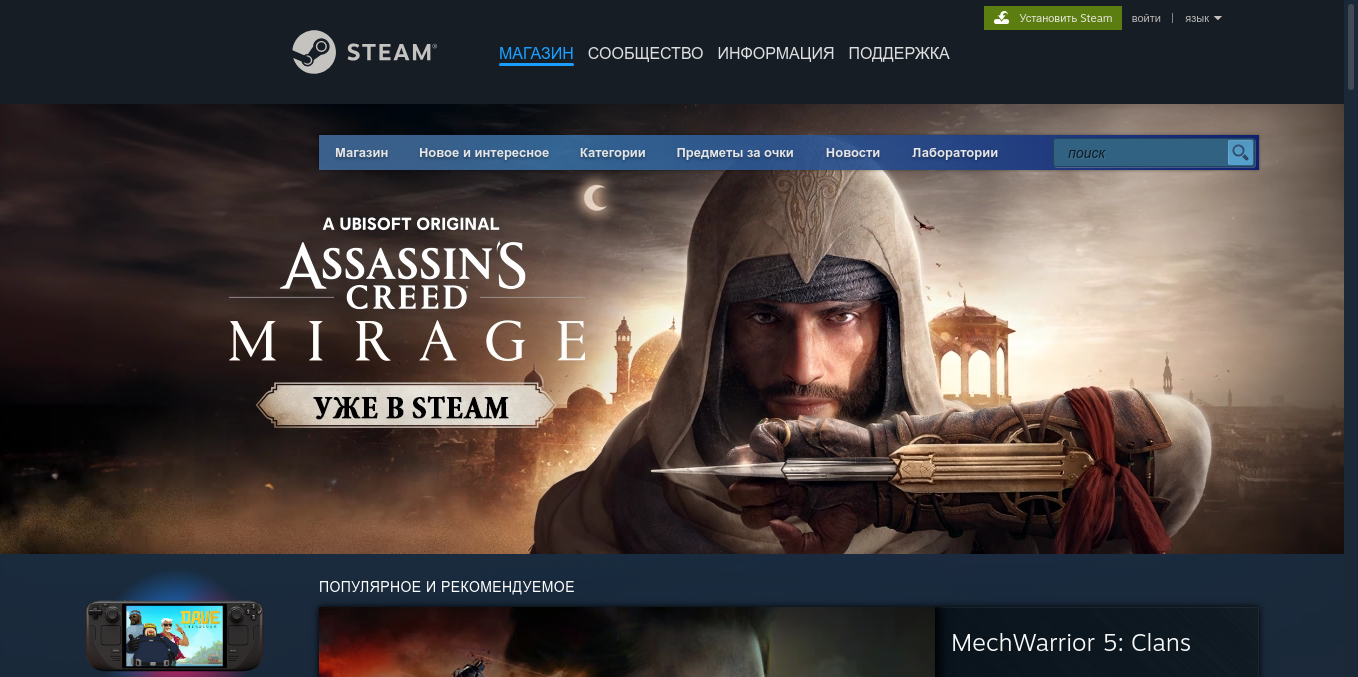 Установить Steam
войти | язык
STEAM®
МАГАЗИН СООБЩЕСТВО ИНФОРМАЦИЯ ПОДДЕРЖКА
Магазин Новое и интересное Категории Предметы за очки Новости Лаборатории поиск
A UBISOFT ORIGINAL
ASSASSIN'S
CREED
MIRAGE
УЖЕ В STEAM
ПОПУЛЯРНОЕ И РЕКОМЕНДУЕМОЕ
DAVE
MechWarrior 5: Clans